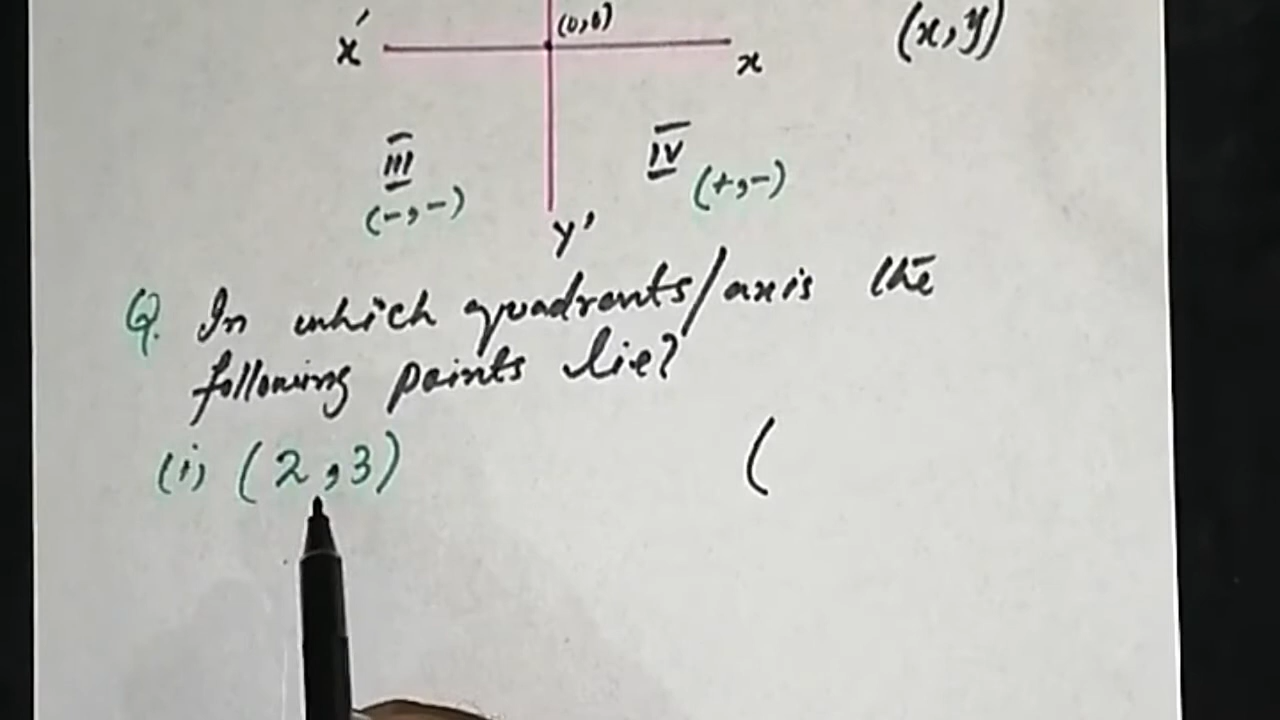 (0,0)
x' x (x,y)
III IV
(-,-) (+,-)
y'
Q. In which quadrants/axis the
following points lie?
(i) (2,3) (